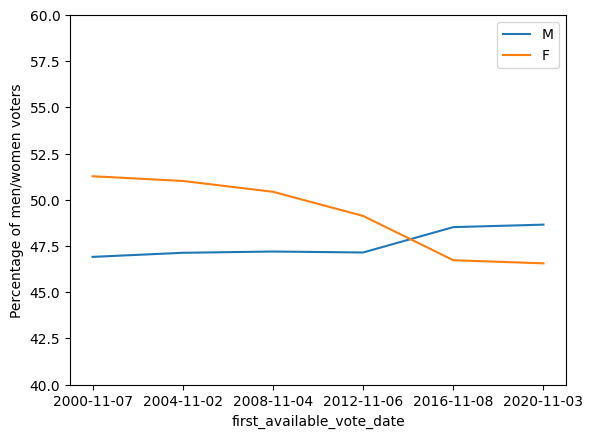 60.0
57.5
55.0
52.5
50.0
47.5
45.0
42.5
40.0
Percentage of men/women voters
M
F
2000-11-07 2004-11-02 2008-11-04 2012-11-06 2016-11-08 2020-11-03
first_available_vote_date